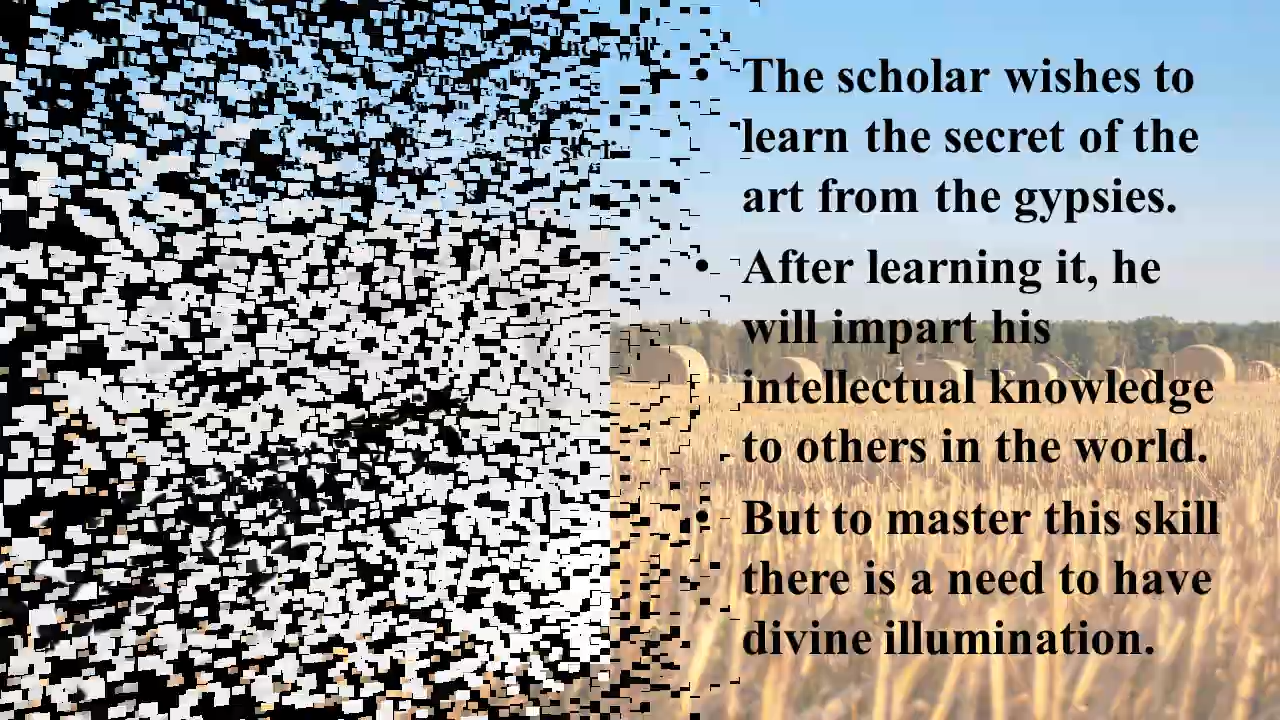 • The scholar wishes to
learn the secret of the
art from the gypsies.
• After learning it, he
will impart his
intellectual knowledge
to others in the world.
• But to master this skill
there is a need to have
divine illumination.